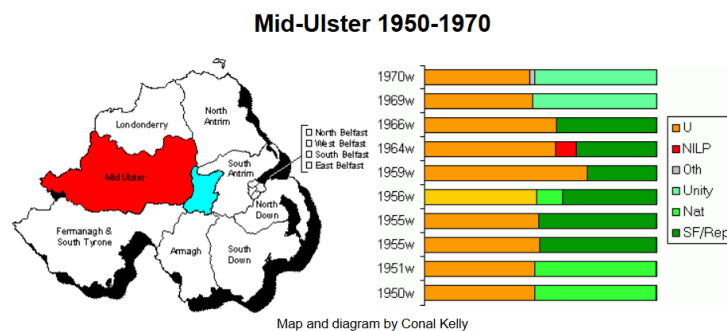 Mid-Ulster 1950-1970
Londonderry
North
Antrim
North Belfast
West Belfast
South Belfast
East Belfast
Mid Ulster
South
Antrim
North
Down
Fermanagh &
South Tyrone
Armagh
South
Down
1970w
1969w
1966w
1964w
1959w
1956w
1955w
1955w
1951w
1950w
U
NILP
Oth
Unity
Nat
SF/Rep
Map and diagram by Conal Kelly